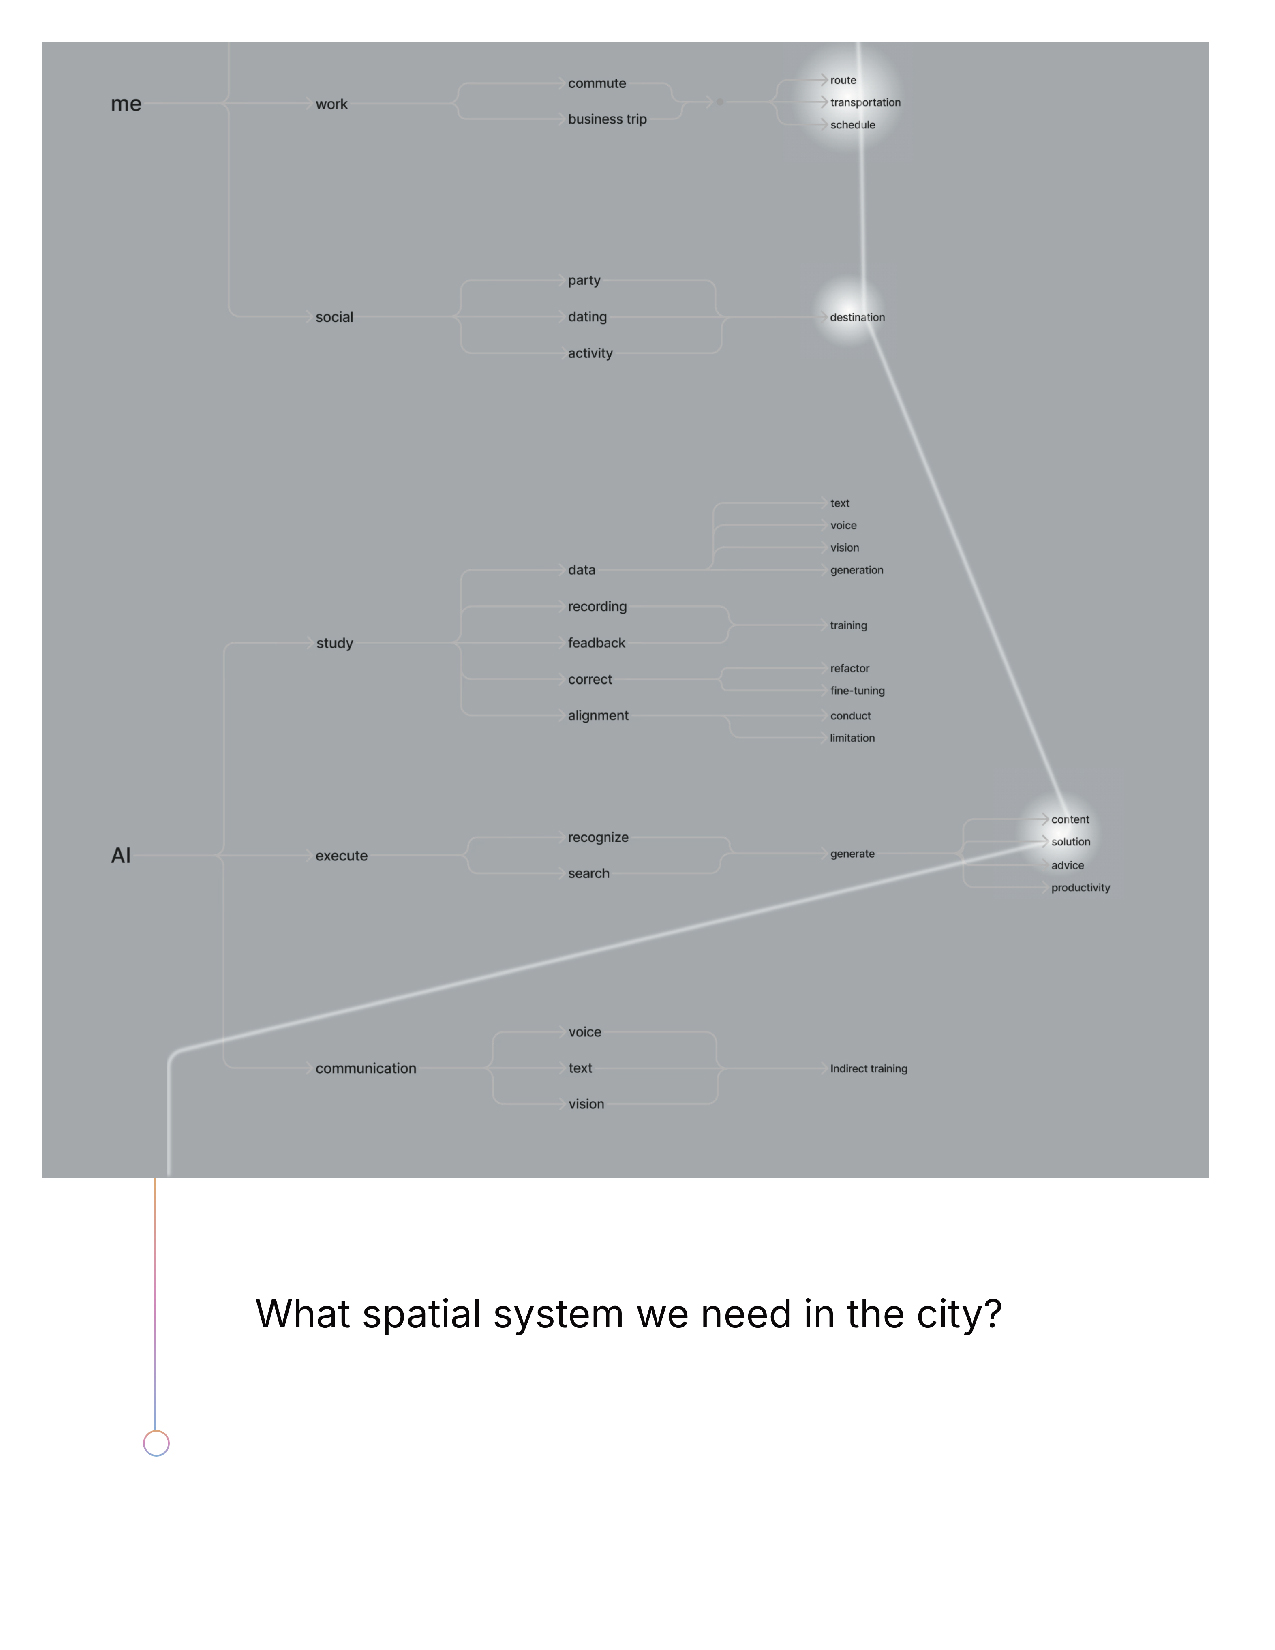 me
work
commute
business trip
route
transportation
schedule
social
party
dating
activity
destination
AI
study
data
text
voice
vision
generation
recording
feadback
training
correct
refactor
fine-tuning
alignment
conduct
limitation
execute
recognize
search
generate
content
solution
advice
productivity
communication
voice
text
vision
Indirect training
What spatial system we need in the city?